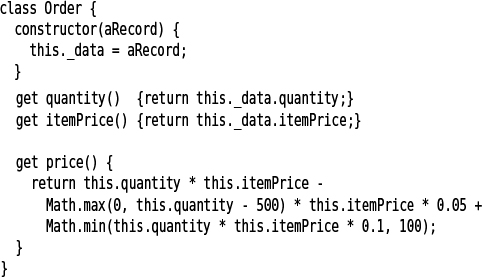 class Order {
  constructor(aRecord) {
    this._data = aRecord;
  }
  get quantity()  {return this._data.quantity;}
  get itemPrice() {return this._data.itemPrice;}

  get price() {
    return this.quantity * this.itemPrice -
      Math.max(0, this.quantity - 500) * this.itemPrice * 0.05 +
      Math.min(this.quantity * this.itemPrice * 0.1, 100);
  }
}